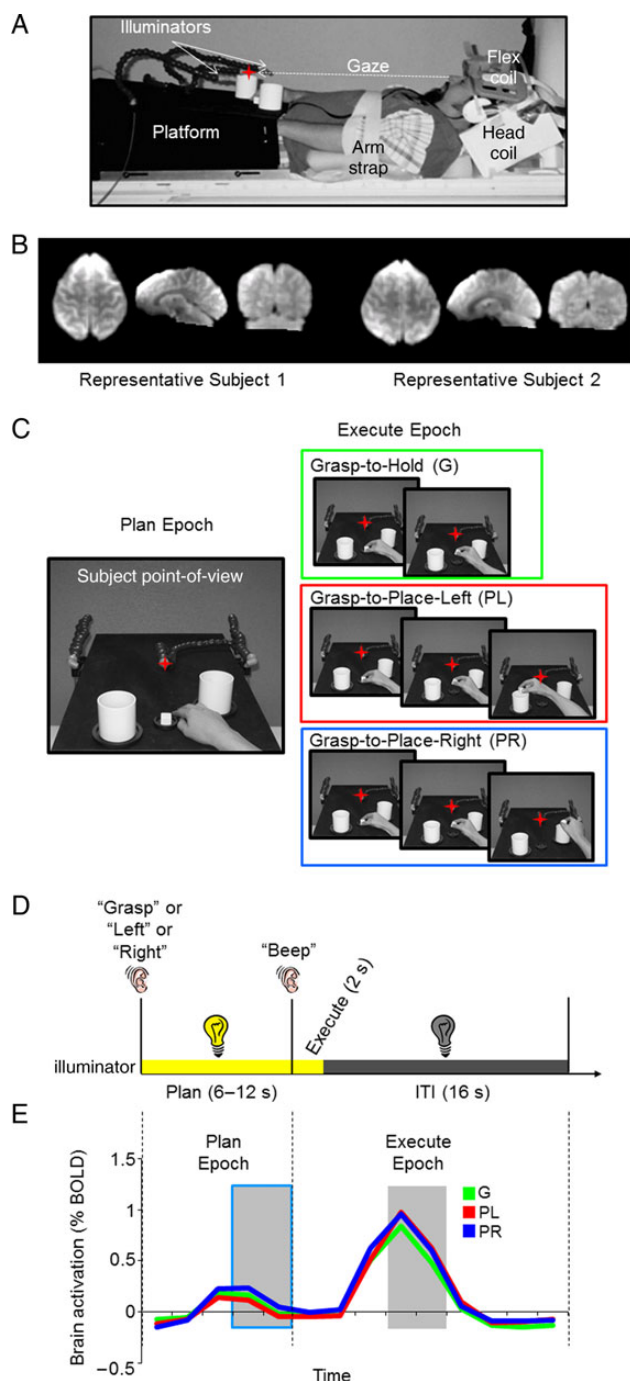 A
Illuminators
Gaze
Flex
coil
Platform
Arm
strap
Head
coil
B
Representative Subject 1
Representative Subject 2
C
Execute Epoch
Grasp-to-Hold (G)
Plan Epoch
Subject point-of-view
Grasp-to-Place-Left (PL)
Grasp-to-Place-Right (PR)
D
“Grasp” or
“Left” or
“Right”
“Beep”
Execute (2 s)
illuminator
Plan (6–12 s)
ITI (16 s)
E
Brain activation (% BOLD)
1.5
1
0.5
0
−0.5
Plan
Epoch
Execute
Epoch
G
PL
PR
Time